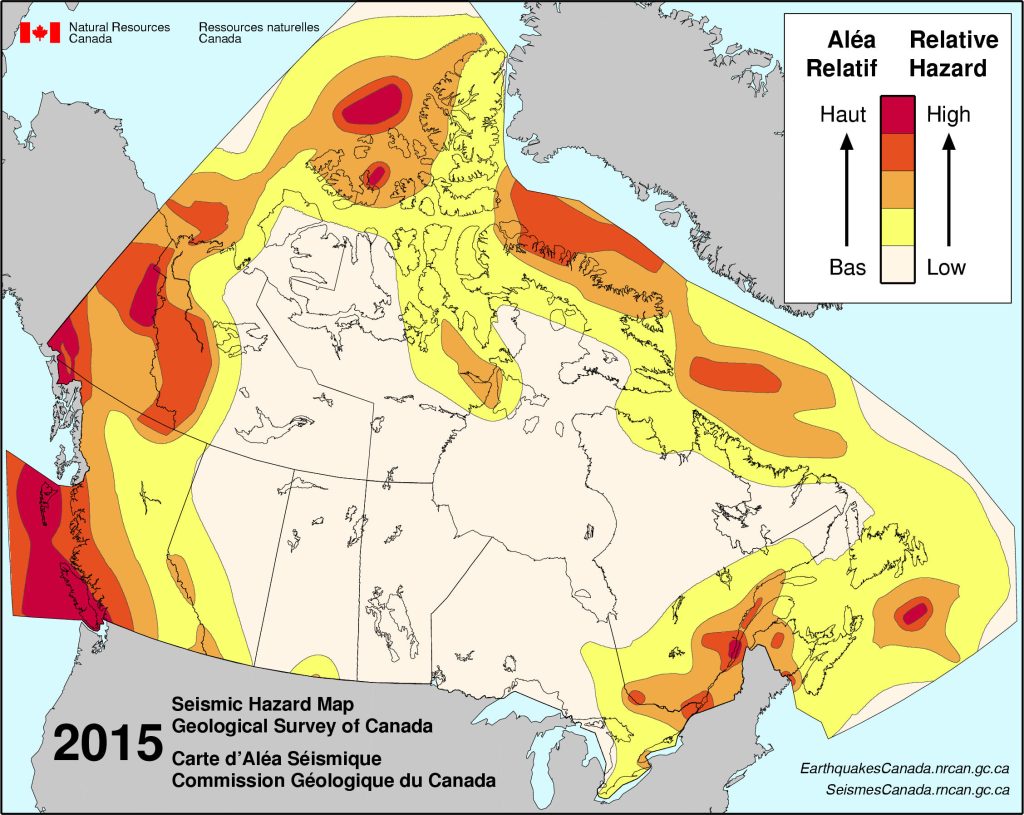 Natural Resources
Canada
Ressources naturelles
Canada
Aléa
Relatif
Relative
Hazard
Haut
High
Bas
Low
2015
Seismic Hazard Map
Geological Survey of Canada
Carte d'Aléa Séismique
Commission Géologique du Canada
EarthquakesCanada.nrcan.gc.ca
SeismesCanada.rncan.gc.ca